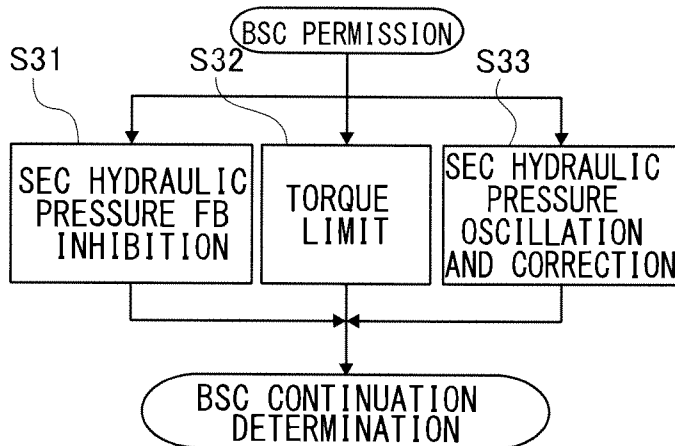 BSC PERMISSION
S31
S32
S33
SEC HYDRAULIC
PRESSURE FB
INHIBITION
TORQUE
LIMIT
SEC HYDRAULIC
PRESSURE
OSCILLATION
AND CORRECTION
BSC CONTINUATION
DETERMINATION